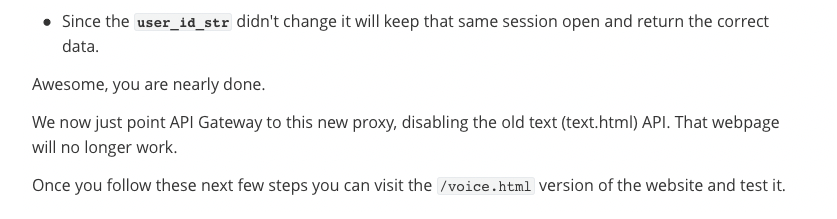 • Since the user_id_str didn't change it will keep that same session open and return the correct
data.
Awesome, you are nearly done.
We now just point API Gateway to this new proxy, disabling the old text (text.html) API. That webpage
will no longer work.
Once you follow these next few steps you can visit the /voice.html version of the website and test it.